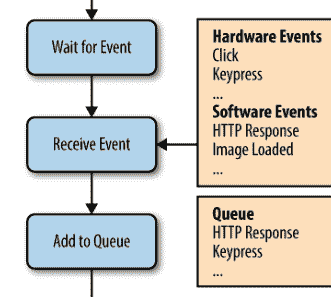 Wait for Event
Receive Event
Add to Queue
Hardware Events
Click
Keypress
...
Software Events
HTTP Response
Image Loaded
...
Queue
HTTP Response
Keypress
...